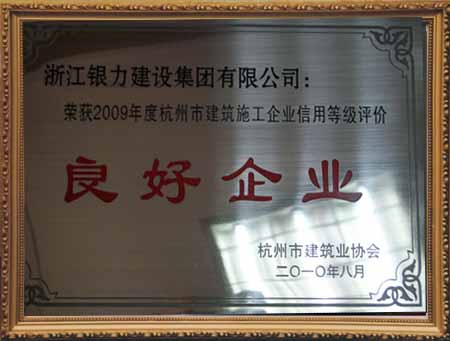 浙江银力建设集团有限公司：
荣获2009年度杭州市建筑施工企业信用等级评价
良好企业
杭州市建筑业协会
二〇一〇年八月